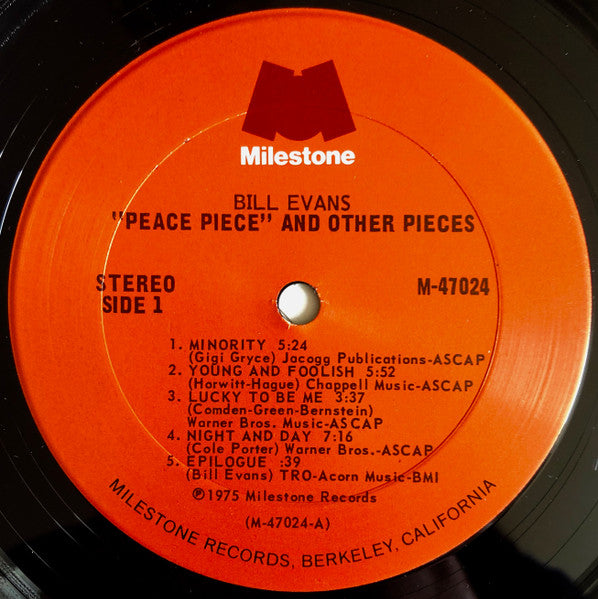 Milestone
BILL EVANS
"PEACE PIECE" AND OTHER PIECES
STEREO
SIDE 1
M-47024
1. MINORITY 5:24
(Gigi Gryce) Jacogg Publications-ASCAP
2. YOUNG AND FOOLISH 5:52
(Horwitt-Hague) Chappell Music-ASCAP
3. LUCKY TO BE ME 3:37
(Comden-Green-Bernstein)
Warner Bros. Music-ASCAP
4. NIGHT AND DAY 7:16
(Cole Porter) Warner Bros.-ASCAP
5. EPILOGUE :39
(Bill Evans) TRO-Acorn Music-BMI
℗1975 Milestone Records
(M-47024-A)
MILESTONE RECORDS, BERKELEY, CALIFORNIA